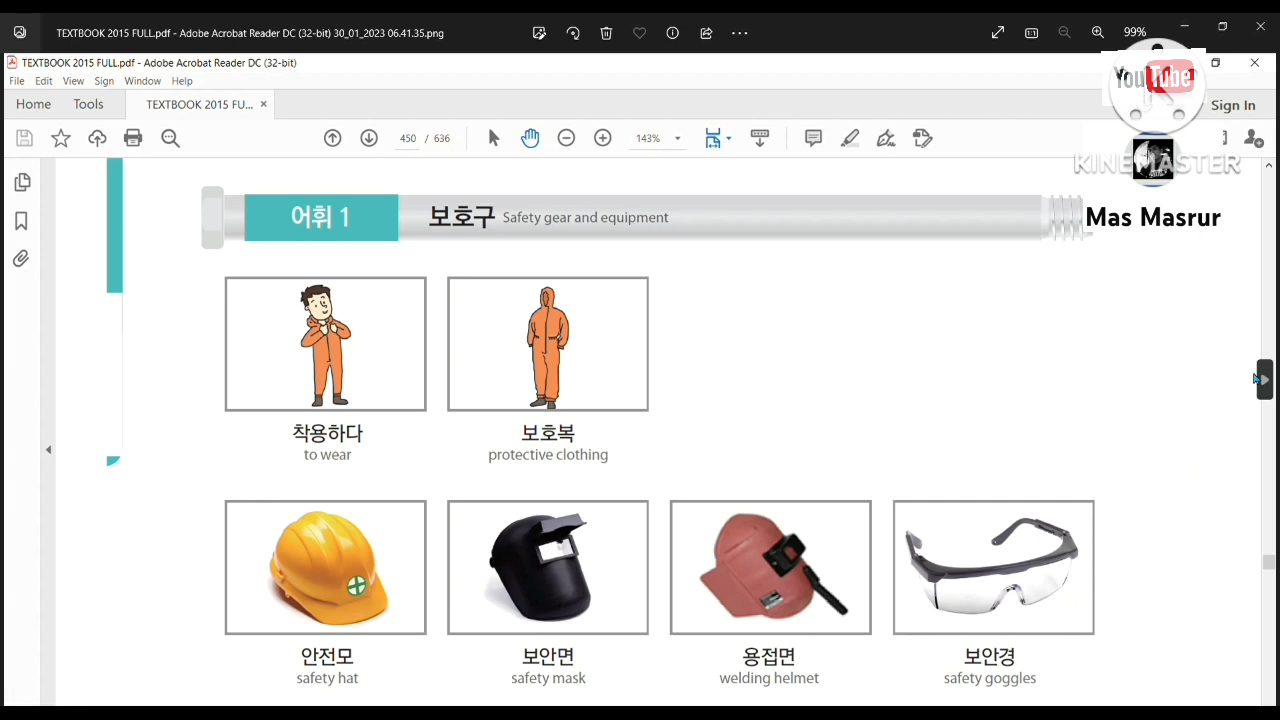 TEXTBOOK 2015 FULL.pdf - Adobe Acrobat Reader DC (32-bit) 30_01_2023 06.41.35.png
99%
TEXTBOOK 2015 FULL.pdf - Adobe Acrobat Reader DC (32-bit)
File Edit View Sign Window Help
YouTube
Home Tools TEXTBOOK 2015 FU... × Sign In
450 / 636 143%
KINEMASTER
어휘 1 보호구 Safety gear and equipment
Mas Masrur
착용하다 보호복
to wear protective clothing
안전모 보안면 용접면 보안경
safety hat safety mask welding helmet safety goggles